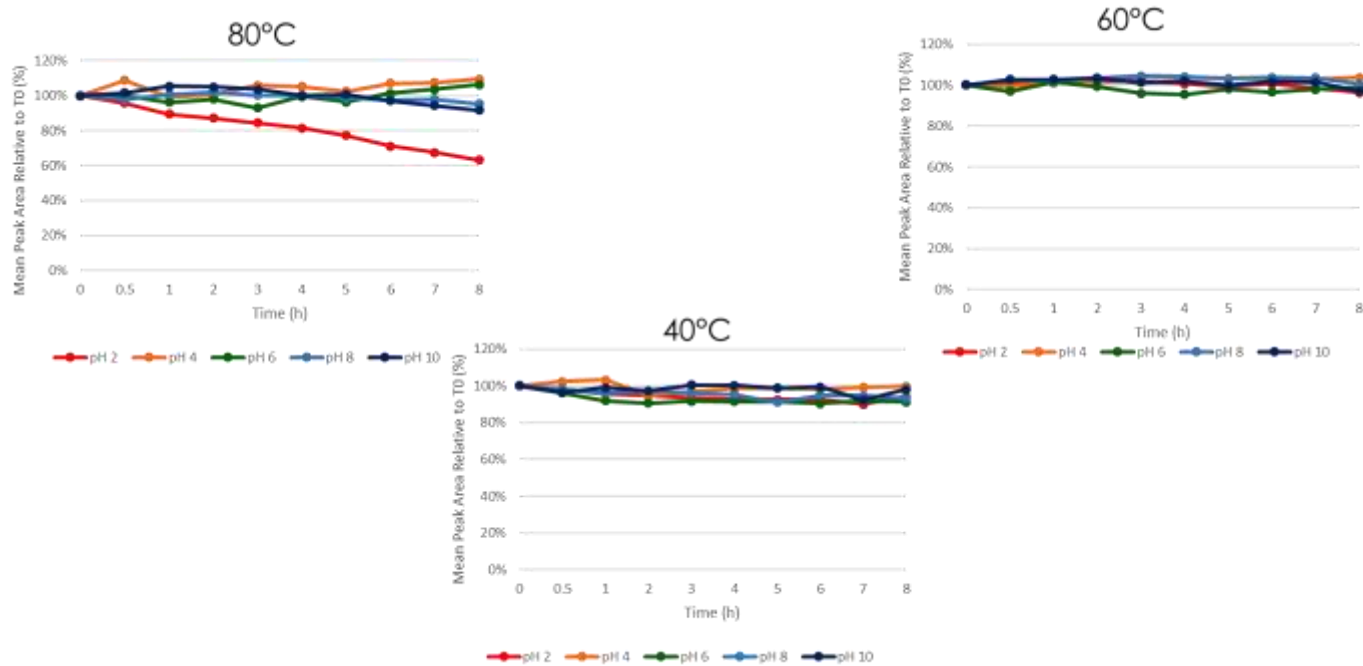 80°C
Mean Peak Area Relative to T0 (%)
120%
100%
80%
60%
40%
20%
0%
0 0.5 1 2 3 4 5 6 7 8
Time (h)
pH 2 pH 4 pH 6 pH 8 pH 10
60°C
Mean Peak Area Relative to T0 (%)
120%
100%
80%
60%
40%
20%
0%
0 0.5 1 2 3 4 5 6 7 8
Time (h)
pH 2 pH 4 pH 6 pH 8 pH 10
40°C
Mean Peak Area Relative to T0 (%)
120%
100%
80%
60%
40%
20%
0%
0 0.5 1 2 3 4 5 6 7 8
Time (h)
pH 2 pH 4 pH 6 pH 8 pH 10